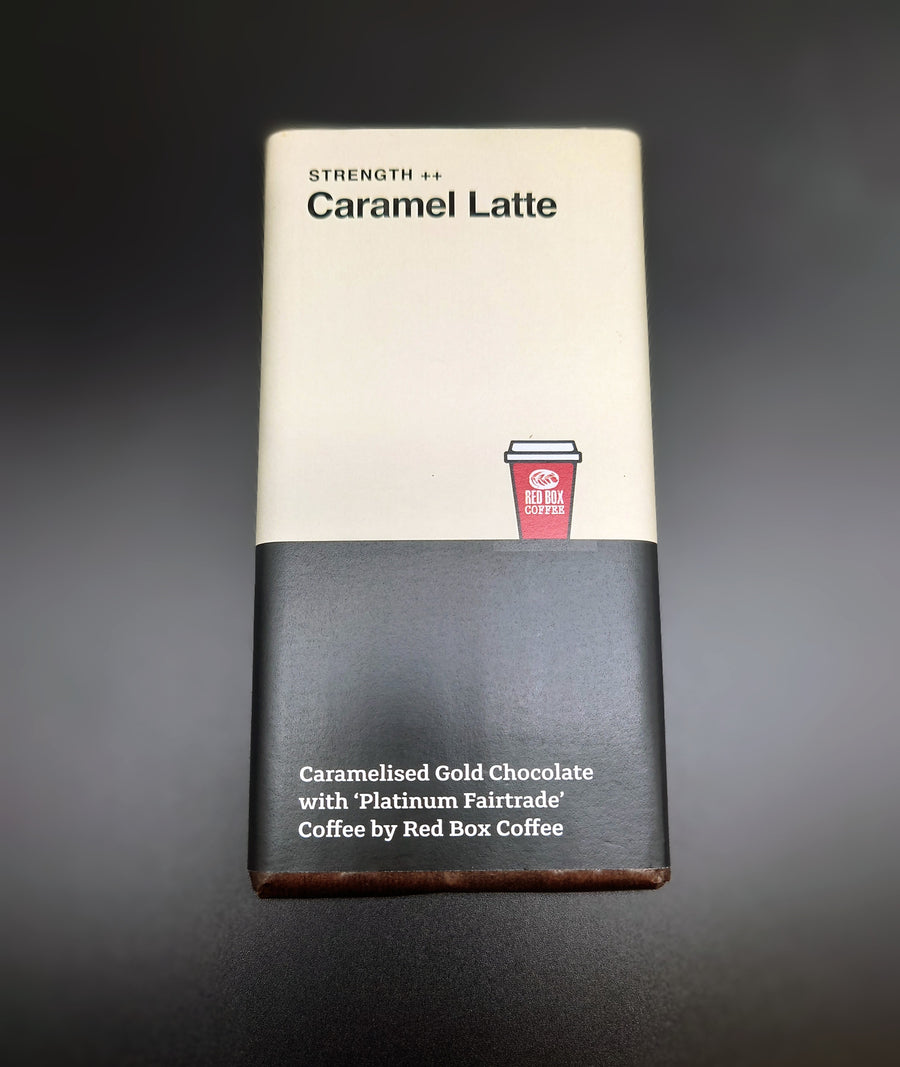 STRENGTH ++
Caramel Latte
RED BOX
COFFEE
Caramelised Gold Chocolate
with ‘Platinum Fairtrade’
Coffee by Red Box Coffee